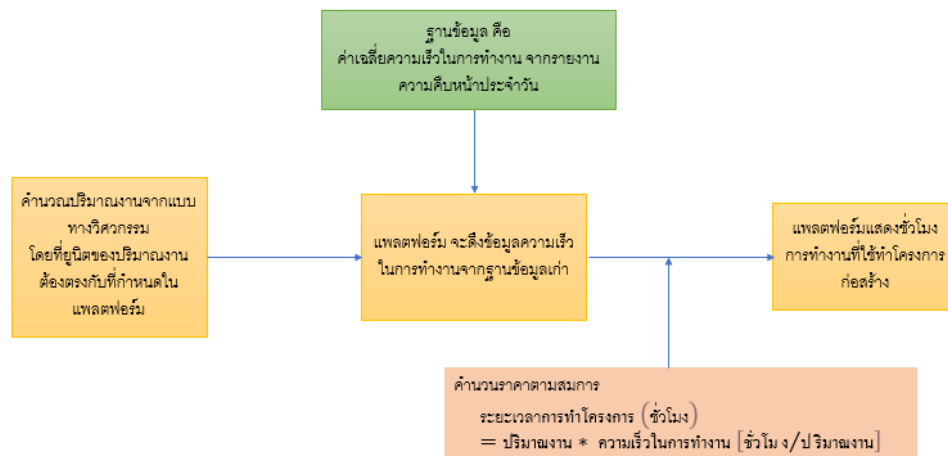 ฐานข้อมูล คือ
ค่าเฉลี่ยความเร็วในการทำงาน จากรายงาน
ความคืบหน้าประจำวัน
คำนวณปริมาณงานจากแบบ
ทางวิศวกรรม
โดยที่ยูนิตของปริมาณงาน
ต้องตรงกับที่กำหนดใน
แพลตฟอร์ม
แพลตฟอร์ม จะดึงข้อมูลความเร็ว
ในการทำงานจากฐานข้อมูลเก่า
แพลตฟอร์มแสดงชั่วโมง
การทำงานที่ใช้ทำโครงการ
ก่อสร้าง
คำนวนราคาตามสมการ
ระยะเวลาการทำโครงการ (ชั่วโมง)
= ปริมาณงาน * ความเร็วในการทำงาน [ชั่วโมง/ปริมาณงาน]